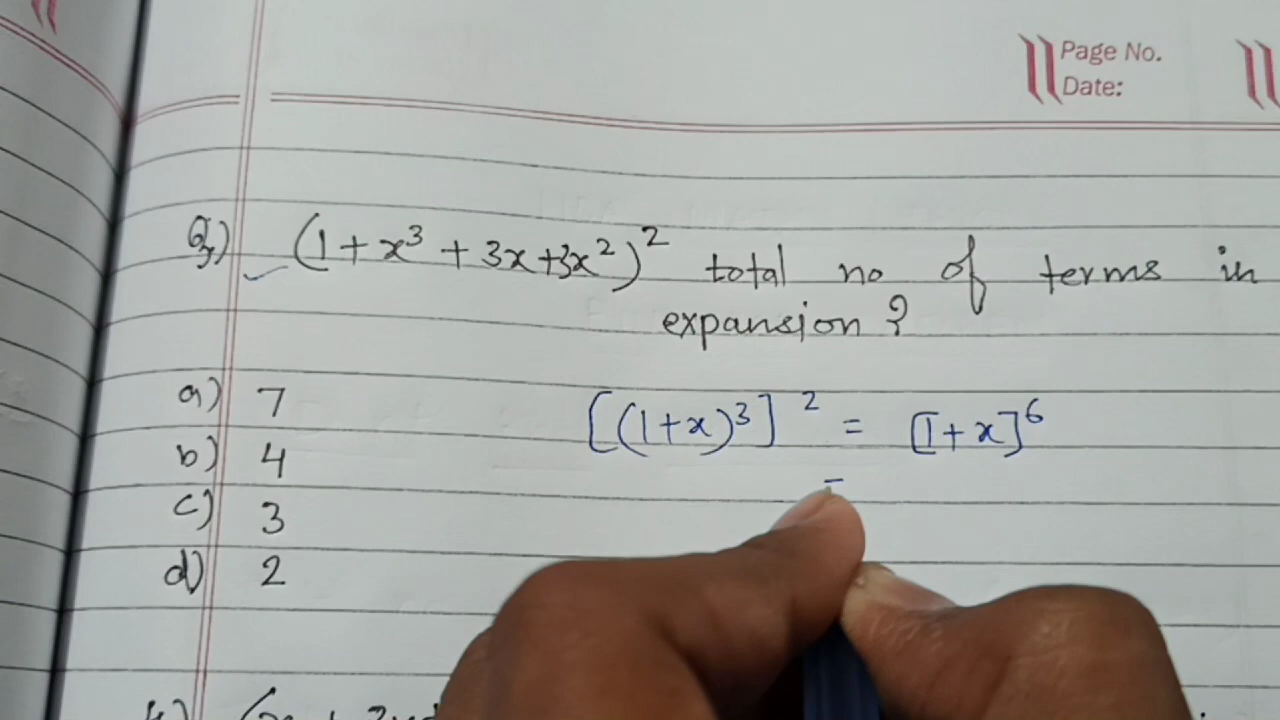 Page No.
Date:
Q) (1 + x³ + 3x + 3x²)² total no of terms in
expansion ?
a) 7
b) 4
c) 3
d) 2
[(1+x)³]² = [1+x]⁶
=